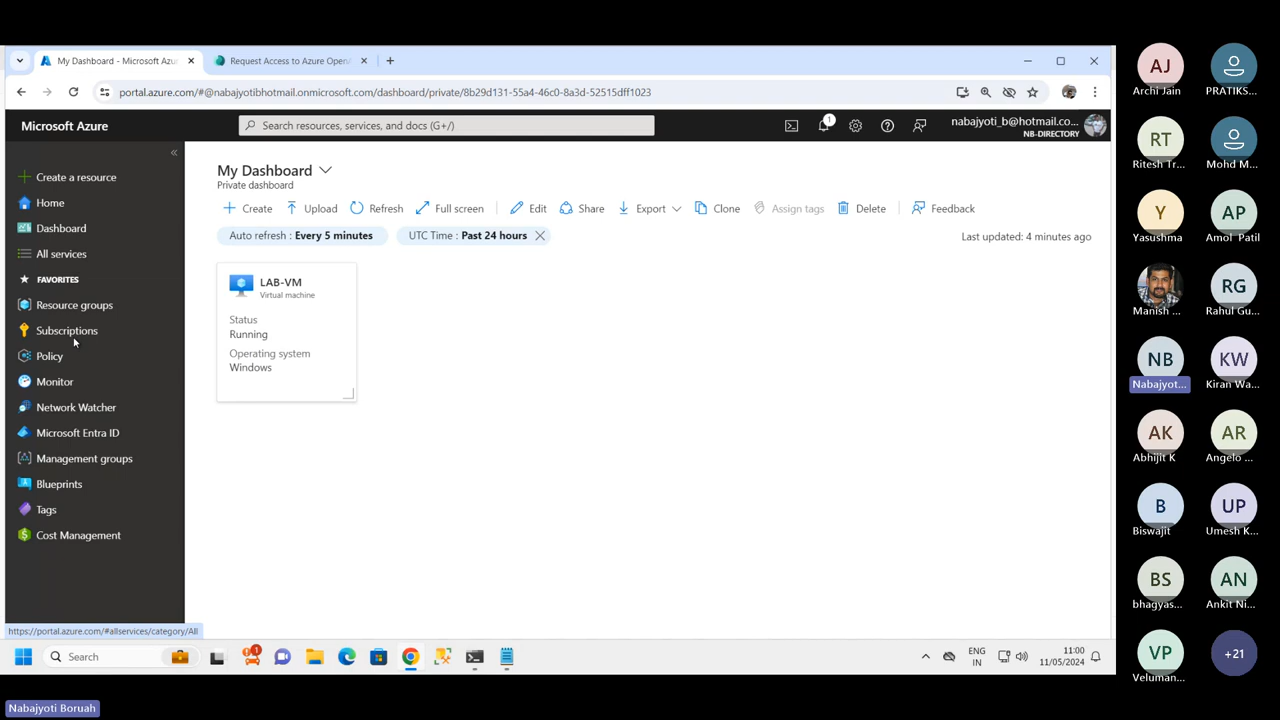 My Dashboard - Microsoft Azu
Request Access to Azure Open
portal.azure.com/#@nabajyotibhotmail.onmicrosoft.com/dashboard/private/8b29d131-55a4-46c0-8a3d-52515dff1023
Microsoft Azure
Search resources, services, and docs (G+/)
1
nabajyoti_b@hotmail.co...
NB-DIRECTORY
Create a resource
Home
Dashboard
All services
FAVORITES
Resource groups
Subscriptions
Policy
Monitor
Network Watcher
Microsoft Entra ID
Management groups
Blueprints
Tags
Cost Management
https://portal.azure.com/#allservices/category/All
My Dashboard
Private dashboard
Create Upload Refresh Full screen Edit Share Export Clone Assign tags Delete Feedback
Auto refresh : Every 5 minutes UTC Time : Past 24 hours
Last updated: 4 minutes ago
LAB-VM
Virtual machine
Status
Running
Operating system
Windows
Search
1
ENG
IN
11:00
11/05/2024
Nabajyoti Boruah
AJ
Archi Jain
PRATIKS...
RT
Ritesh Tr...
Mohd M...
Y
Yasushma
AP
Amol Patil
Manish ...
RG
Rahul Gu...
NB
Nabajyot...
KW
Kiran Wa...
AK
Abhijit K
AR
Angelo ...
B
Biswajit
UP
Umesh K...
BS
bhagyas...
AN
Ankit Ni...
VP
Veluman...
+21